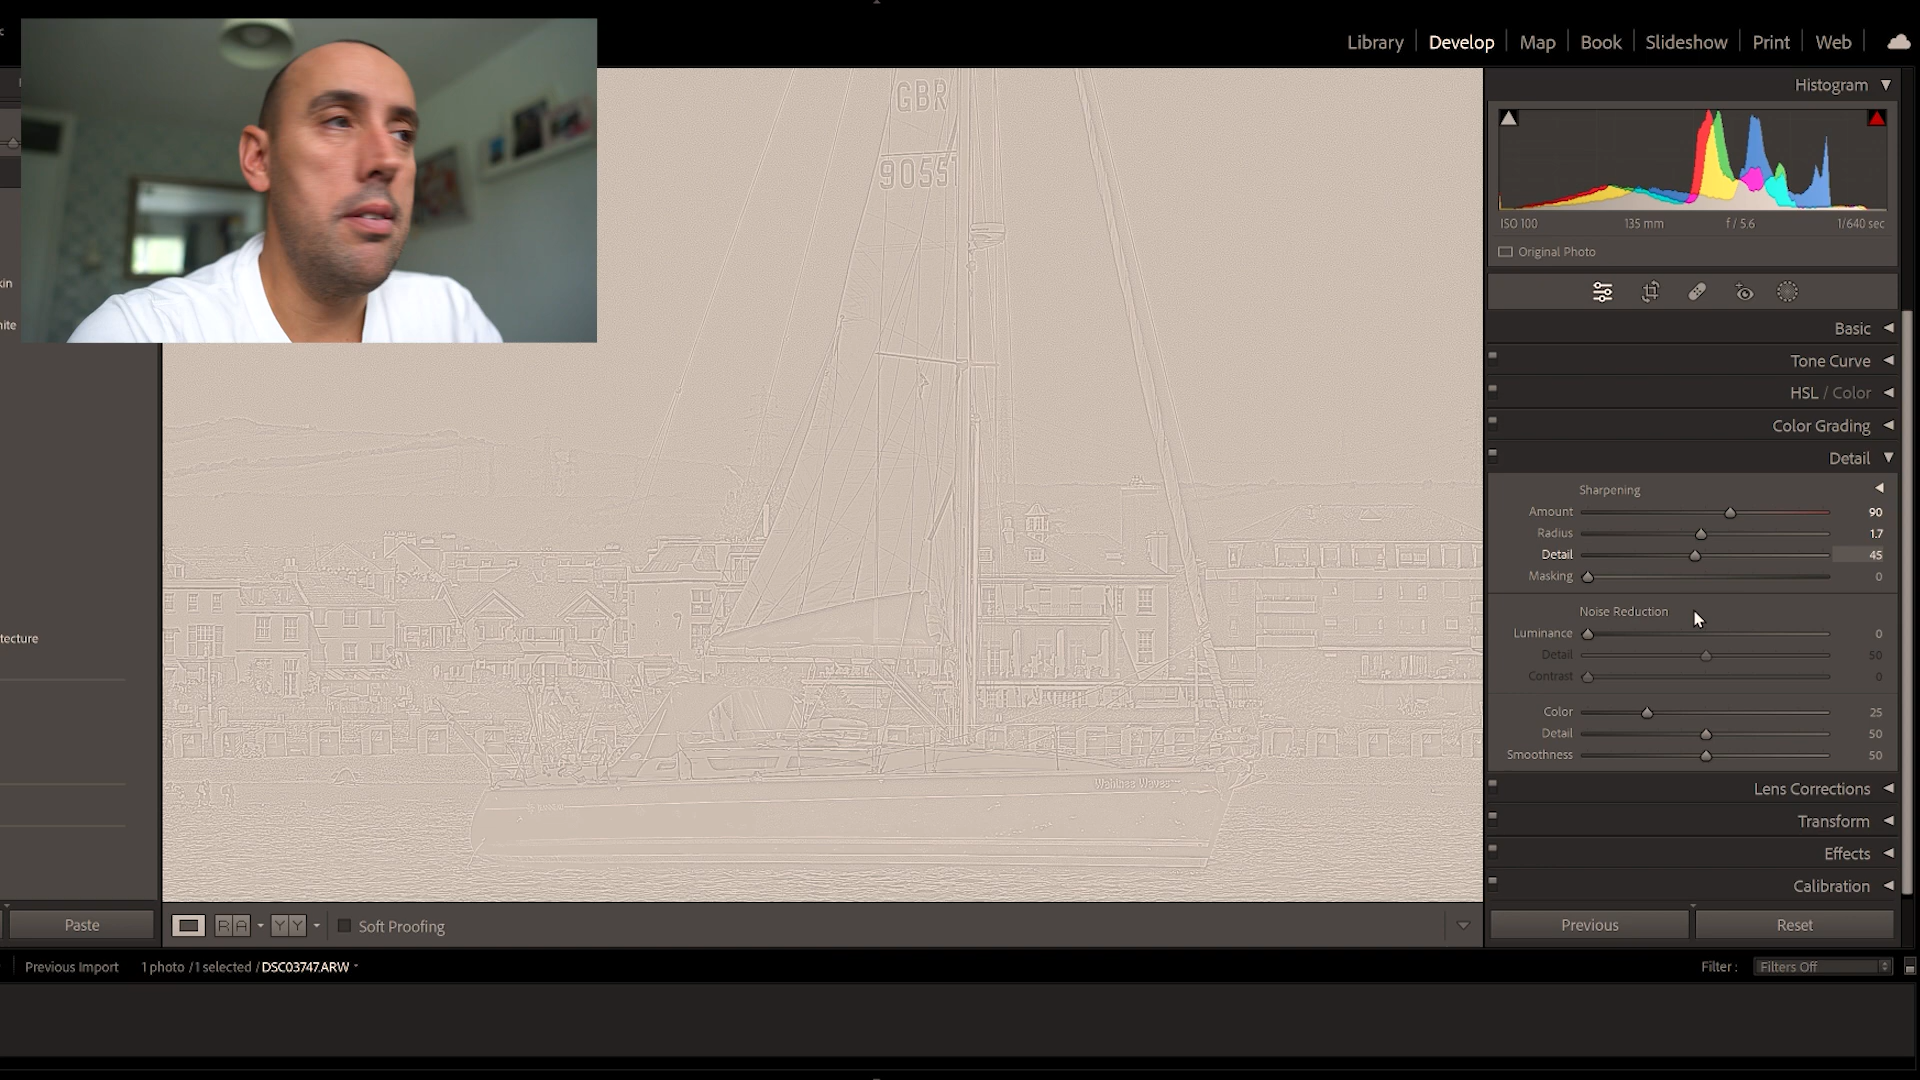 Library Develop Map Book Slideshow Print Web
Histogram
ISO 100 135 mm f / 5.6 1/640 sec
Original Photo
Basic
Tone Curve
HSL / Color
Color Grading
Detail
Sharpening
Amount 90
Radius 1.7
Detail 45
Masking 0
Noise Reduction
Luminance 0
Detail 50
Contrast 0
Color 25
Detail 50
Smoothness 50
Lens Corrections
Transform
Effects
Calibration
Previous Reset
GBR
9055
kin
nite
tecture
Paste
R A Y Y Soft Proofing
Previous Import 1 photo / 1 selected / DSC03747.ARW
Filter : Filters Off